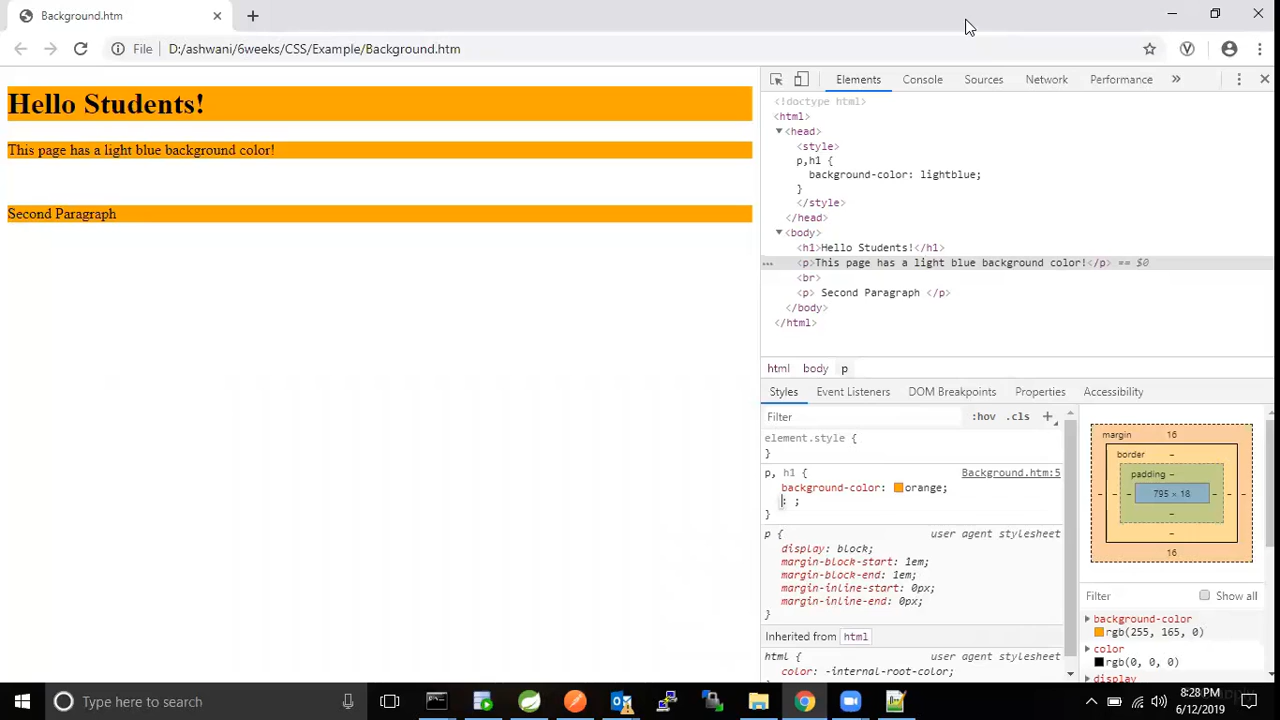 Background.htm
File D:/ashwani/6weeks/CSS/Example/Background.htm
Hello Students!
This page has a light blue background color!
Second Paragraph
Elements Console Sources Network Performance »
<!doctype html>
<html>
<head>
<style>
p,h1 {
background-color: lightblue;
}
</style>
</head>
<body>
<h1>Hello Students!</h1>
... <p>This page has a light blue background color!</p> == $0
<br>
<p> Second Paragraph </p>
</body>
</html>
html body p
Styles Event Listeners DOM Breakpoints Properties Accessibility
Filter :hov .cls +
element.style {
}
p, h1 { Background.htm:5
background-color: orange;
: ;
}
p { user agent stylesheet
display: block;
margin-block-start: 1em;
margin-block-end: 1em;
margin-inline-start: 0px;
margin-inline-end: 0px;
}
Inherited from html
html { user agent stylesheet
color: -internal-root-color;
margin 16
border –
padding –
– – – 795 × 18 – – –
–
–
16
Filter Show all
background-color
rgb(255, 165, 0)
color
rgb(0, 0, 0)
display
Type here to search
8:28 PM
6/12/2019